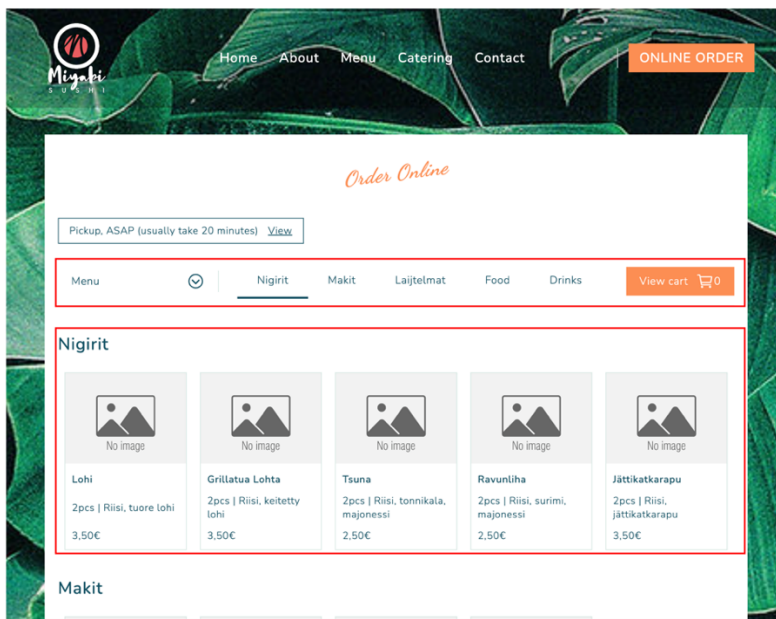 Miyabi
SUSHI
Home About Menu Catering Contact
ONLINE ORDER
Order Online
Pickup, ASAP (usually take 20 minutes) View
Menu
Nigirit Makit Laijtelmat Food Drinks
View cart 0
Nigirit
No image No image No image No image No image
Lohi
2pcs | Riisi, tuore lohi
3,50€
Grillatua Lohta
2pcs | Riisi, keitetty
lohi
3,50€
Tsuna
2pcs | Riisi, tonnikala,
majonessi
2,50€
Ravunliha
2pcs | Riisi, surimi,
majonessi
2,50€
Jättikatkarapu
2pcs | Riisi,
jättikatkarapu
3,50€
Makit